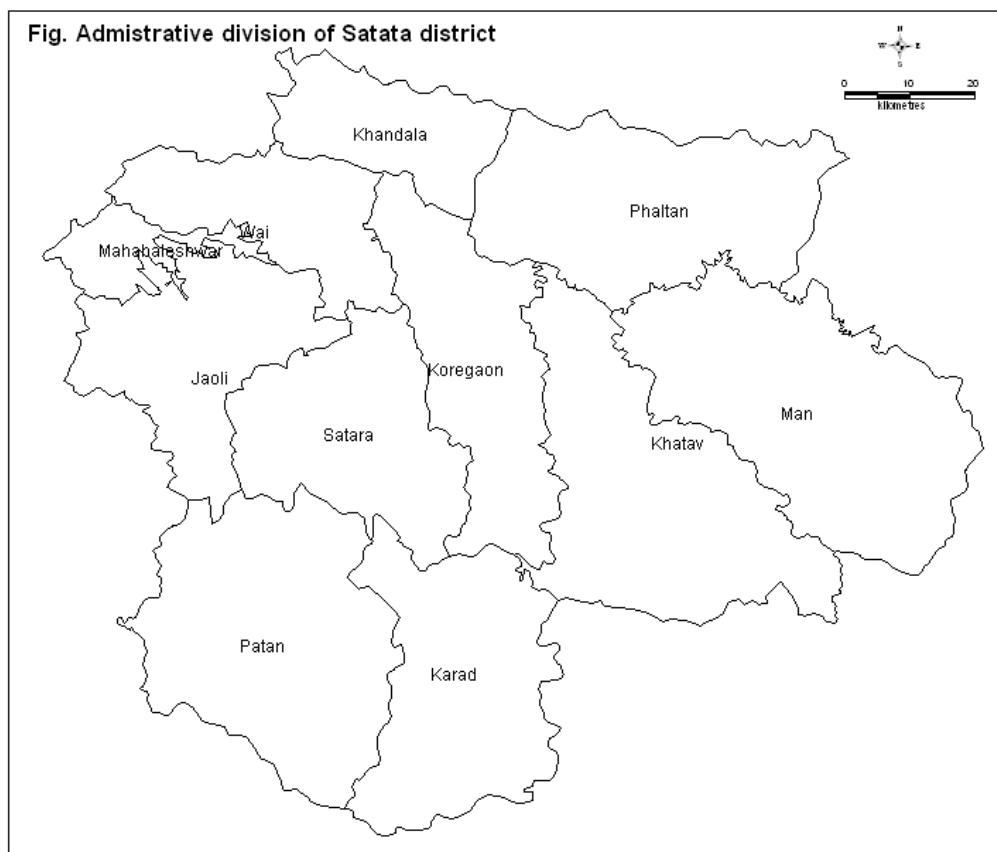 Fig. Admistrative division of Satata district
N
W E
S
0 10 20
kilometres
Khandala
Phaltan
Wai
Mahabaleshwar
Jaoli
Koregaon
Man
Satara
Khatav
Patan
Karad